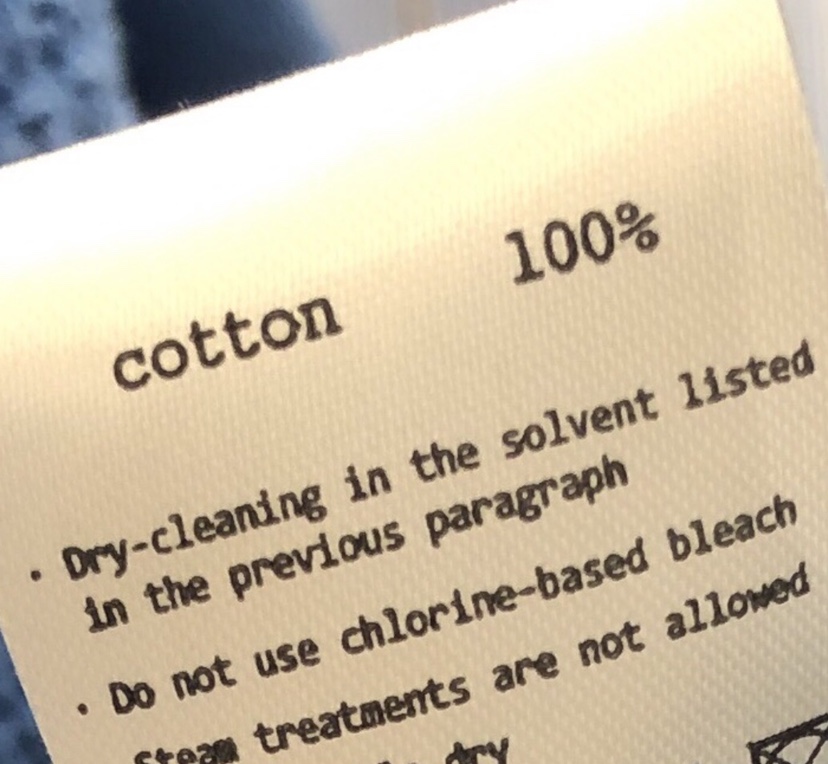 cotton 100%
· Dry-cleaning in the solvent listed
in the previous paragraph
· Do not use chlorine-based bleach
Steam treatments are not allowed
dry